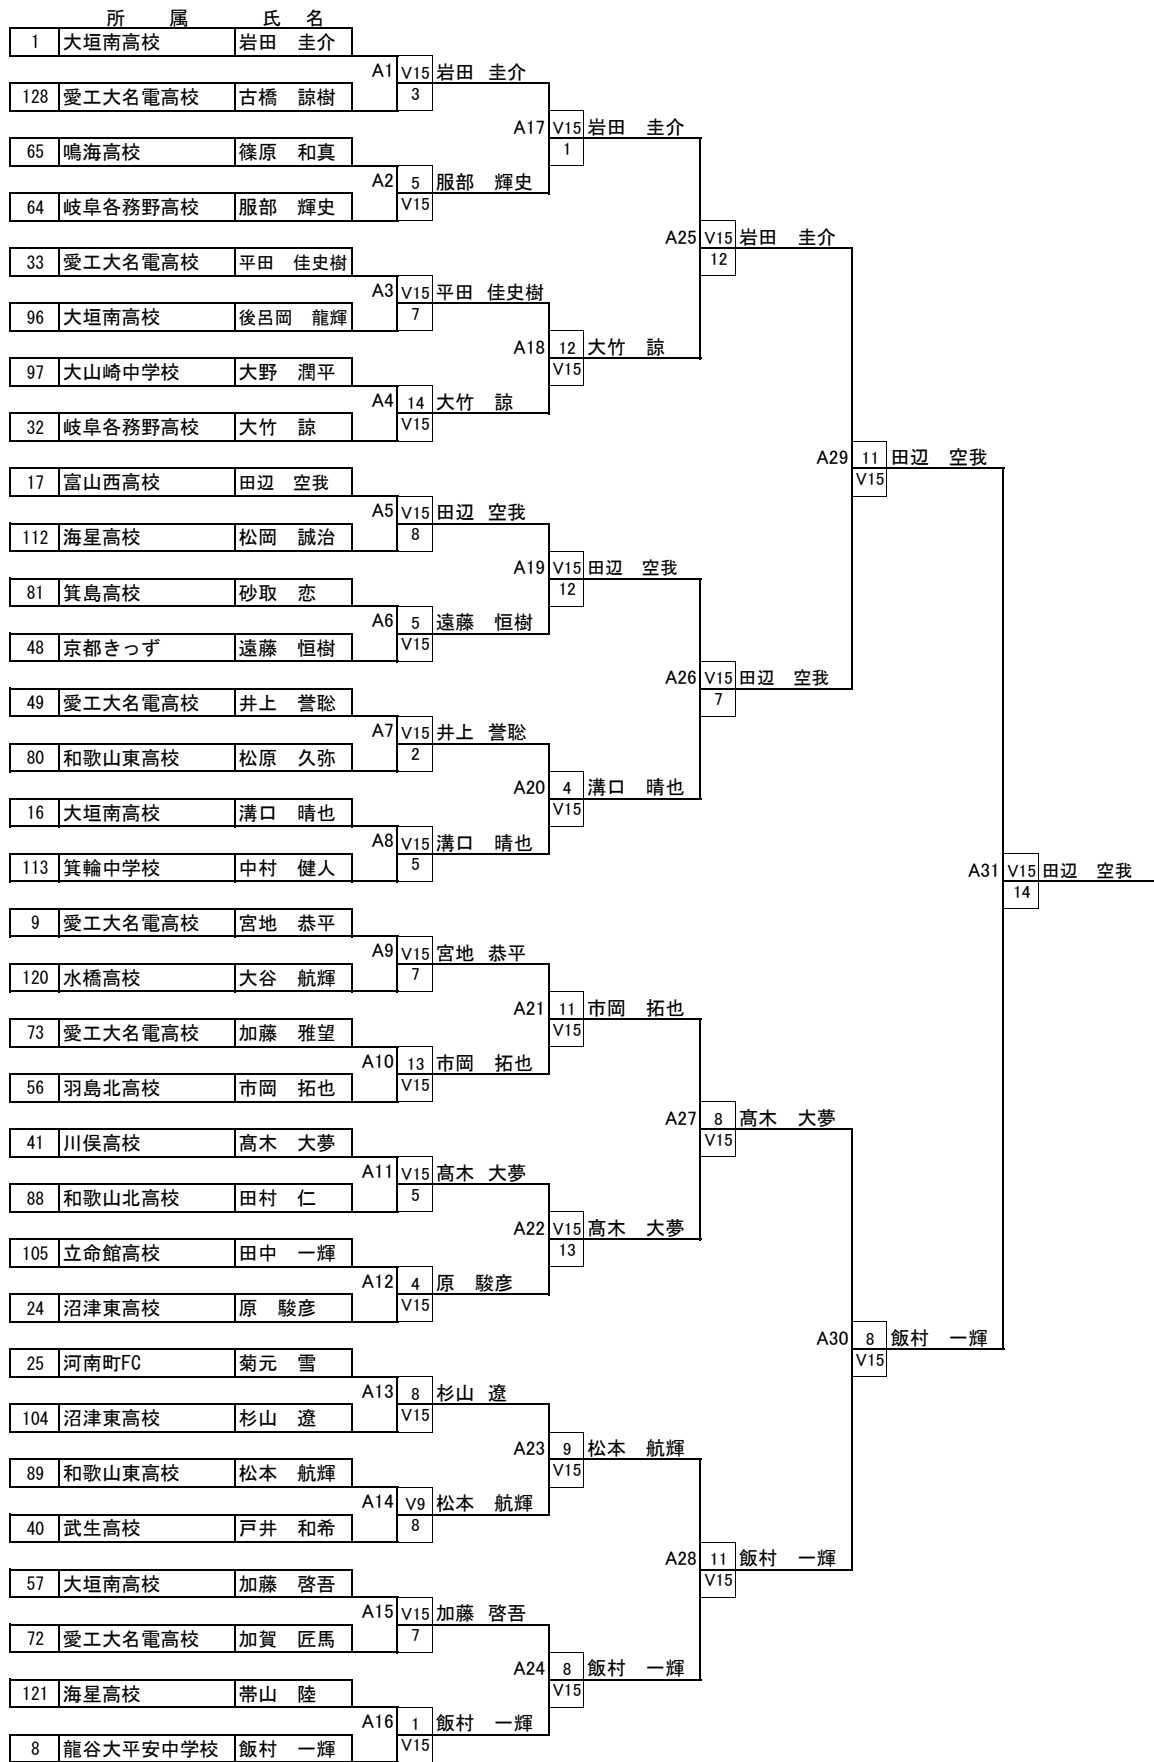 所 属 氏 名
1 大垣南高校 岩田 圭介
A1 V15 岩田 圭介
3
128 愛工大名電高校 古橋 諒樹
A17 V15 岩田 圭介
1
65 鳴海高校 篠原 和真
A2 5 服部 輝史
V15
64 岐阜各務野高校 服部 輝史
A25 V15 岩田 圭介
12
33 愛工大名電高校 平田 佳史樹
A3 V15 平田 佳史樹
7
96 大垣南高校 後呂岡 龍輝
A18 12 大竹 諒
V15
97 大山崎中学校 大野 潤平
A4 14 大竹 諒
V15
32 岐阜各務野高校 大竹 諒
A29 11 田辺 空我
V15
17 富山西高校 田辺 空我
A5 V15 田辺 空我
8
112 海星高校 松岡 誠治
A19 V15 田辺 空我
12
81 箕島高校 砂取 恋
A6 5 遠藤 恒樹
V15
48 京都きっず 遠藤 恒樹
A26 V15 田辺 空我
7
49 愛工大名電高校 井上 誉聡
A7 V15 井上 誉聡
2
80 和歌山東高校 松原 久弥
A20 4 溝口 晴也
V15
16 大垣南高校 溝口 晴也
A8 V15 溝口 晴也
5
113 箕輪中学校 中村 健人
A31 V15 田辺 空我
14
9 愛工大名電高校 宮地 恭平
A9 V15 宮地 恭平
7
120 水橋高校 大谷 航輝
A21 11 市岡 拓也
V15
73 愛工大名電高校 加藤 雅望
A10 13 市岡 拓也
V15
56 羽島北高校 市岡 拓也
A27 8 髙木 大夢
V15
41 川俣高校 髙木 大夢
A11 V15 髙木 大夢
5
88 和歌山北高校 田村 仁
A22 V15 髙木 大夢
13
105 立命館高校 田中 一輝
A12 4 原 駿彦
V15
24 沼津東高校 原 駿彦
A30 8 飯村 一輝
V15
25 河南町FC 菊元 雪
A13 8 杉山 遼
V15
104 沼津東高校 杉山 遼
A23 9 松本 航輝
V15
89 和歌山東高校 松本 航輝
A14 V9 松本 航輝
8
40 武生高校 戸井 和希
A28 11 飯村 一輝
V15
57 大垣南高校 加藤 啓吾
A15 V15 加藤 啓吾
7
72 愛工大名電高校 加賀 匠馬
A24 8 飯村 一輝
V15
121 海星高校 帯山 陸
A16 1 飯村 一輝
V15
8 龍谷大平安中学校 飯村 一輝